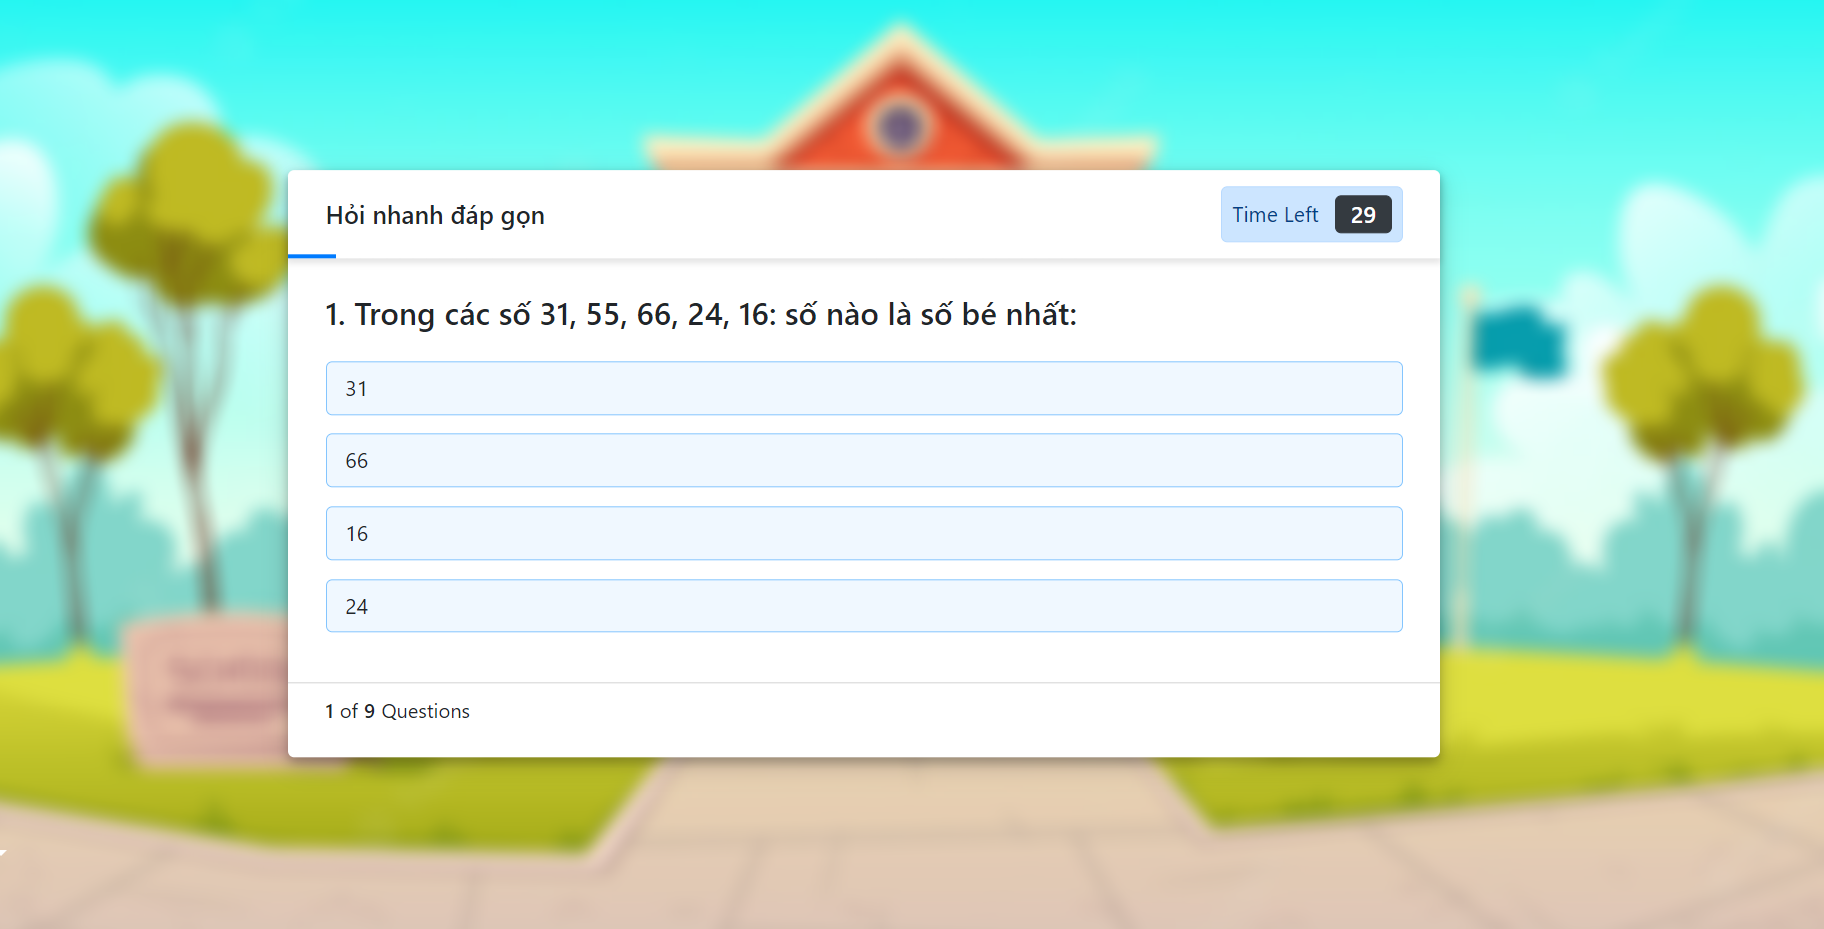 Hỏi nhanh đáp gọn
Time Left 29
1. Trong các số 31, 55, 66, 24, 16: số nào là số bé nhất:
31
66
16
24
1 of 9 Questions